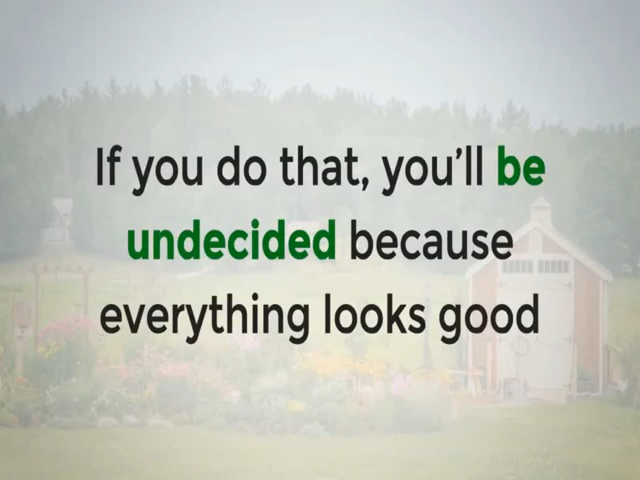 If you do that, you’ll be
undecided because
everything looks good